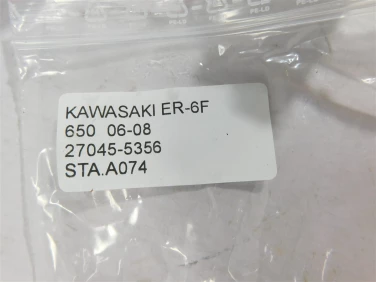 KAWASAKI ER-6F
650 06-08
27045-5356
STA.A074